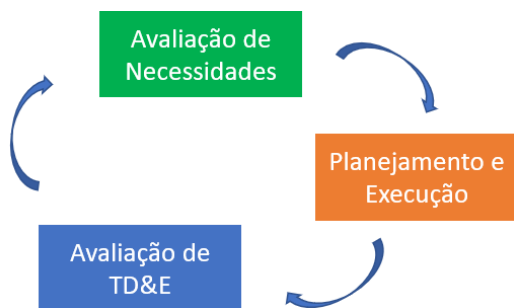 Avaliação de
Necessidades
Planejamento e
Execução
Avaliação de
TD&E